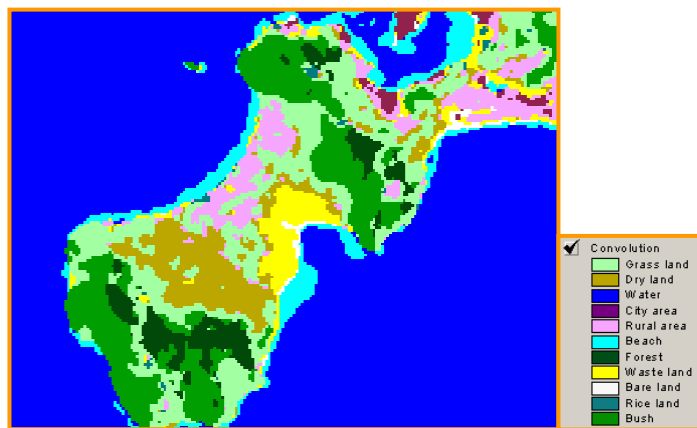 Convolution
Grass land
Dry land
Water
City area
Rural area
Beach
Forest
Waste land
Bare land
Rice land
Bush